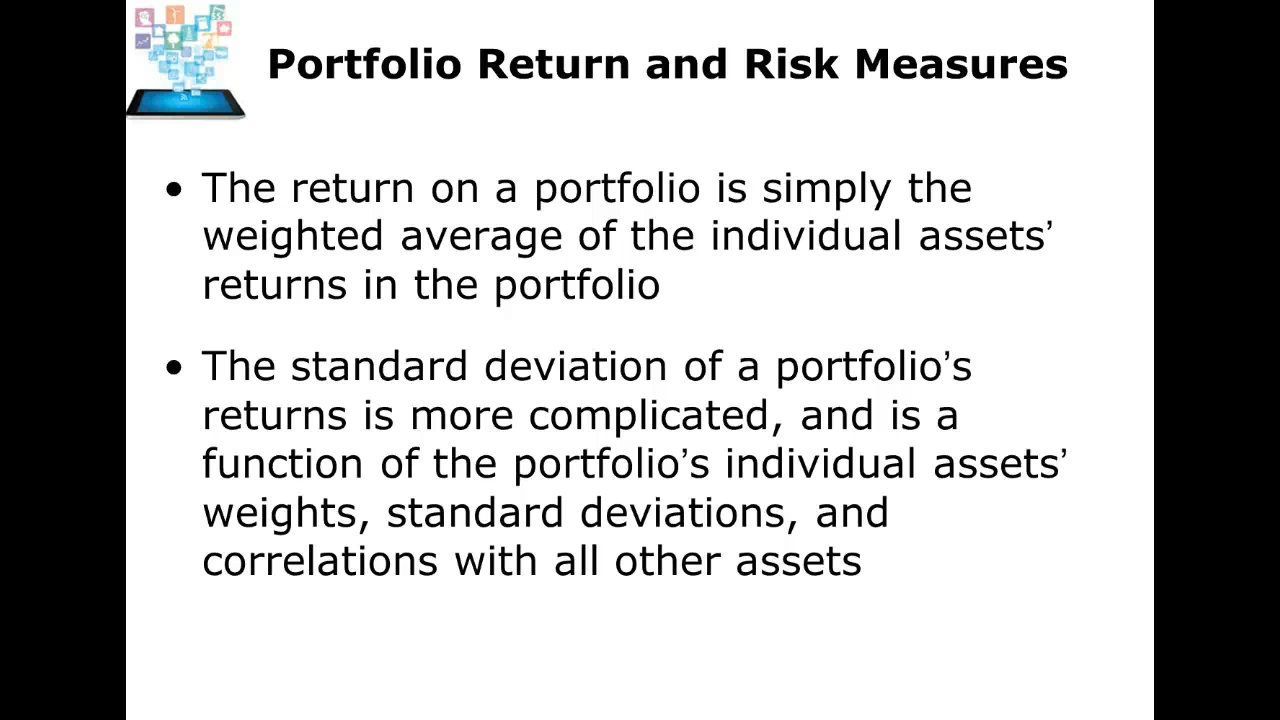 Portfolio Return and Risk Measures
• The return on a portfolio is simply the
weighted average of the individual assets’
returns in the portfolio
• The standard deviation of a portfolio’s
returns is more complicated, and is a
function of the portfolio’s individual assets’
weights, standard deviations, and
correlations with all other assets